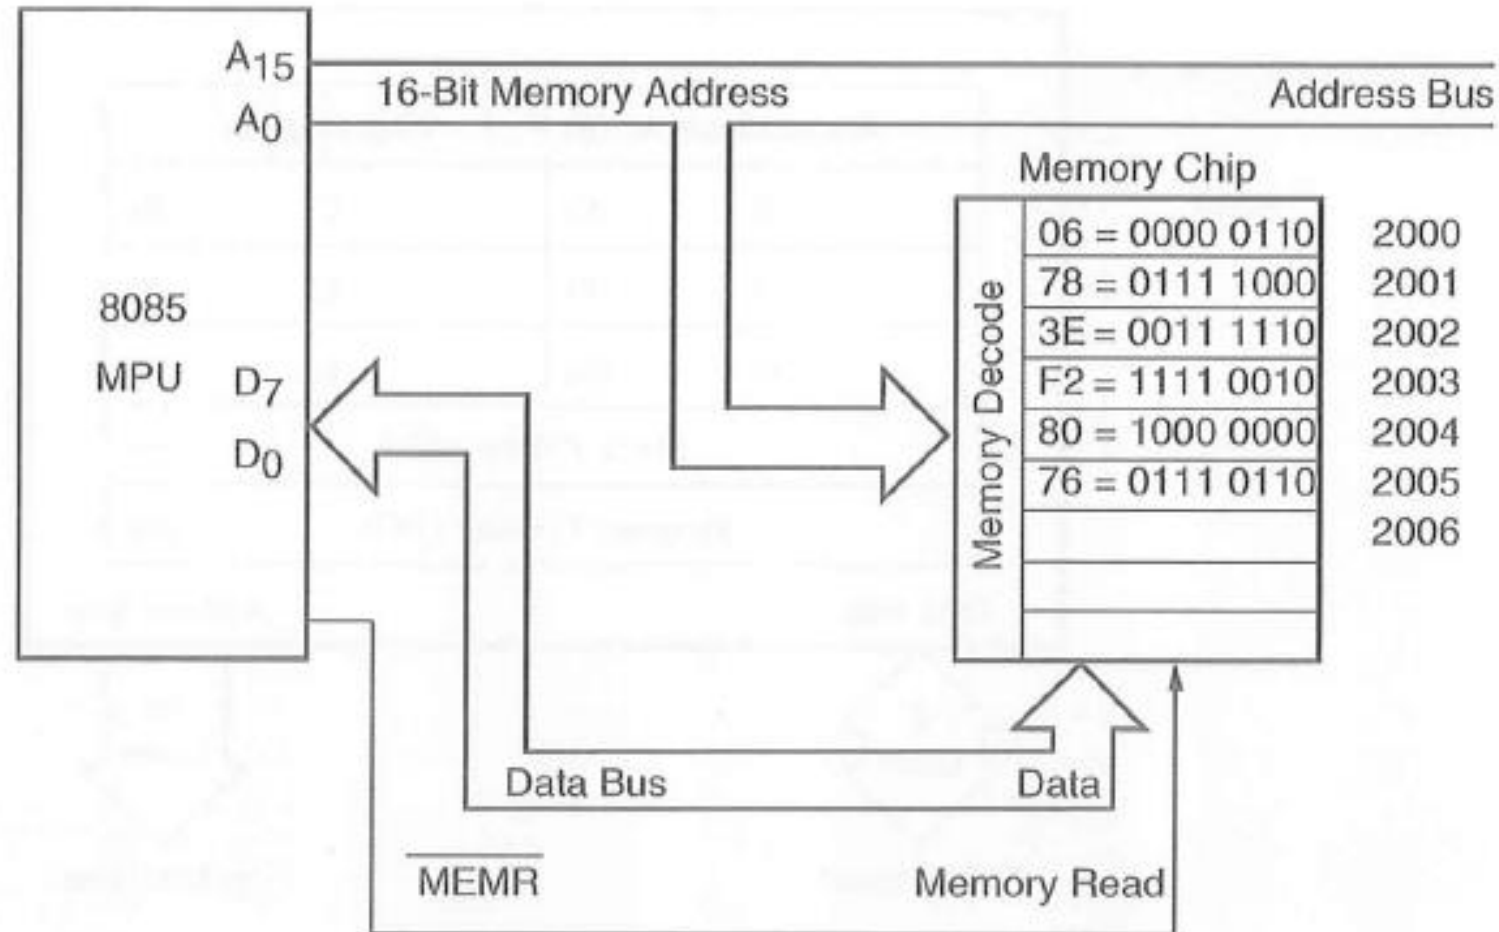 A15
16-Bit Memory Address
Address Bus
A0
Memory Chip
8085
MPU
D7
D0
Memory Decode
06 = 0000 0110 2000
78 = 0111 1000 2001
3E = 0011 1110 2002
F2 = 1111 0010 2003
80 = 1000 0000 2004
76 = 0111 0110 2005
2006
Data Bus
Data
MEMR
Memory Read